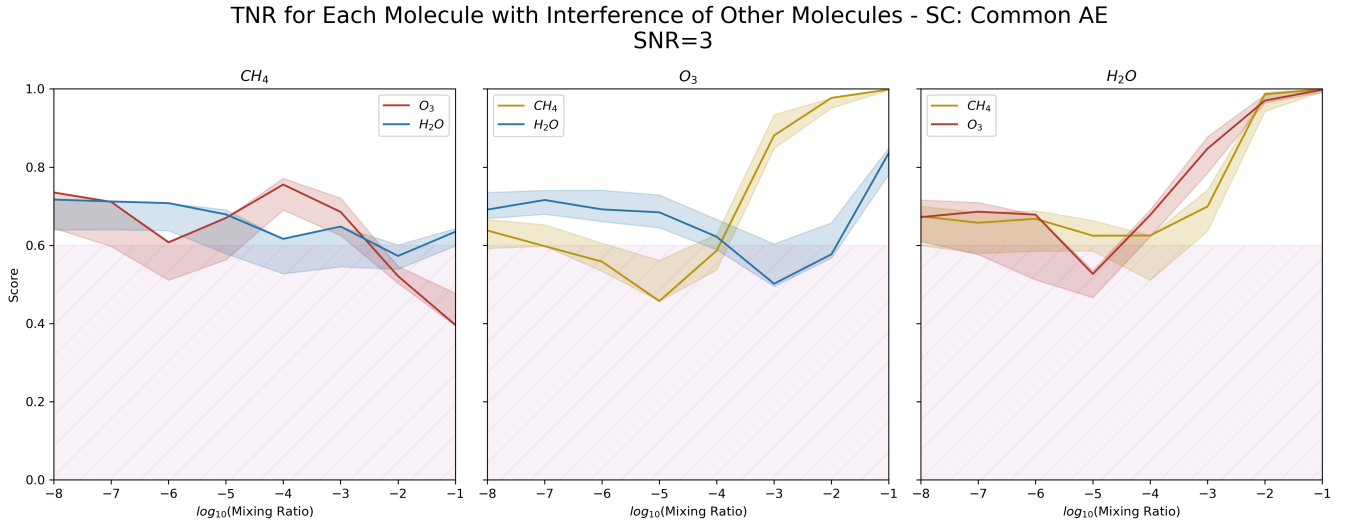 TNR for Each Molecule with Interference of Other Molecules - SC: Common AE
SNR=3
CH₄
O₃
H₂O
1.0
0.8
0.6
0.4
0.2
0.0
Score
−8 −7 −6 −5 −4 −3 −2 −1
log₁₀(Mixing Ratio)
O₃
CH₄
H₂O
−8 −7 −6 −5 −4 −3 −2 −1
log₁₀(Mixing Ratio)
H₂O
CH₄
O₃
−8 −7 −6 −5 −4 −3 −2 −1
log₁₀(Mixing Ratio)